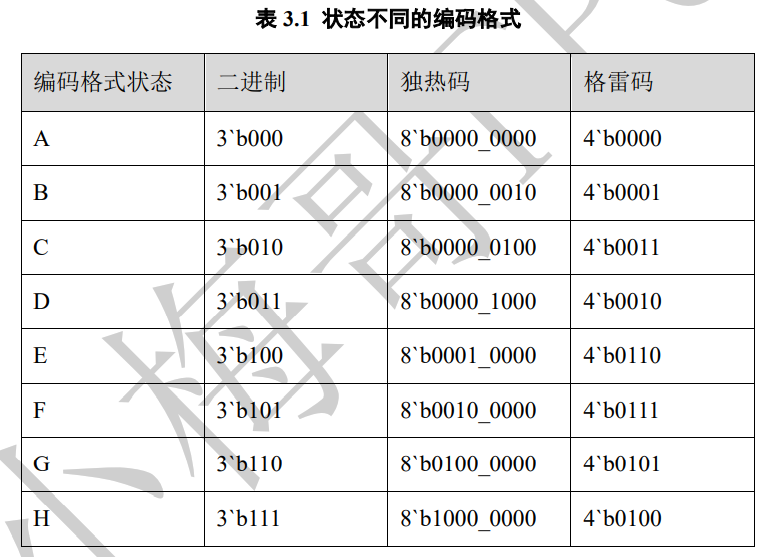 表 3.1 状态不同的编码格式
编码格式状态 二进制 独热码 格雷码
A 3`b000 8`b0000_0000 4`b0000
B 3`b001 8`b0000_0010 4`b0001
C 3`b010 8`b0000_0100 4`b0011
D 3`b011 8`b0000_1000 4`b0010
E 3`b100 8`b0001_0000 4`b0110
F 3`b101 8`b0010_0000 4`b0111
G 3`b110 8`b0100_0000 4`b0101
H 3`b111 8`b1000_0000 4`b0100
小梅哥